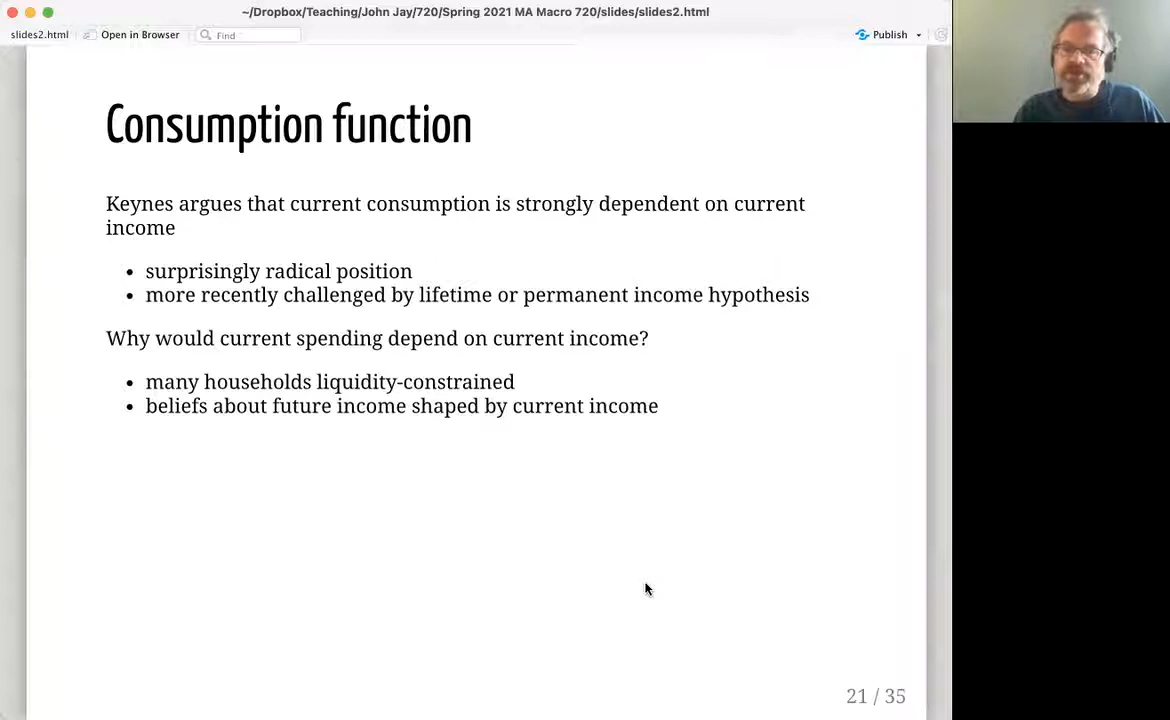 ~/Dropbox/Teaching/John Jay/720/Spring 2021 MA Macro 720/slides/slides2.html
slides2.html Open in Browser Find Publish
Consumption function
Keynes argues that current consumption is strongly dependent on current
income
• surprisingly radical position
• more recently challenged by lifetime or permanent income hypothesis
Why would current spending depend on current income?
• many households liquidity-constrained
• beliefs about future income shaped by current income
21 / 35